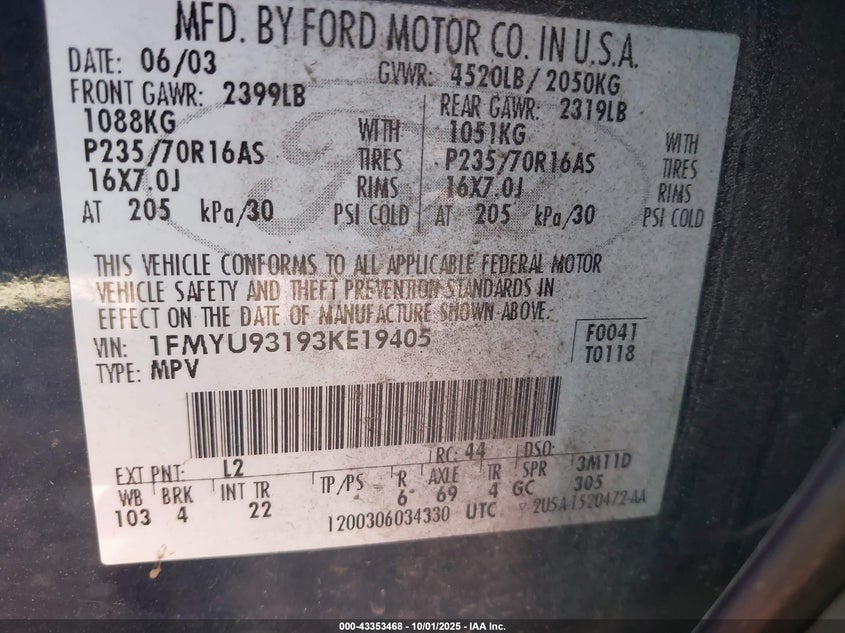 MFD. BY FORD MOTOR CO. IN U.S.A.
DATE: 06/03 GVWR: 4520LB/ 2050KG
FRONT GAWR: 2399LB REAR GAWR: 2319LB
1088KG WITH 1051KG WITH
P235/70R16AS TIRES P235/70R16AS TIRES
16X7.0J RIMS 16X7.0J RIMS
AT 205 kPa/30 PSI COLD AT 205 kPa/30 PSI COLD
THIS VEHICLE CONFORMS TO ALL APPLICABLE FEDERAL MOTOR
VEHICLE SAFETY AND THEFT PREVENTION STANDARDS IN
EFFECT ON THE DATE OF MANUFACTURE SHOWN ABOVE.
VIN: 1FMYU93193KE19405 F0041
TYPE: MPV T0118
EXT PNT: L2 RC: 44 DSO:
WB BRK INT TR TP/PS R AXLE TR SPR 3M11D
103 4 22 6 69 4 GC 305
1200306034330 UTC 2U5A-1520472-AA
000-43353468 - 10/01/2025 - IAA Inc.